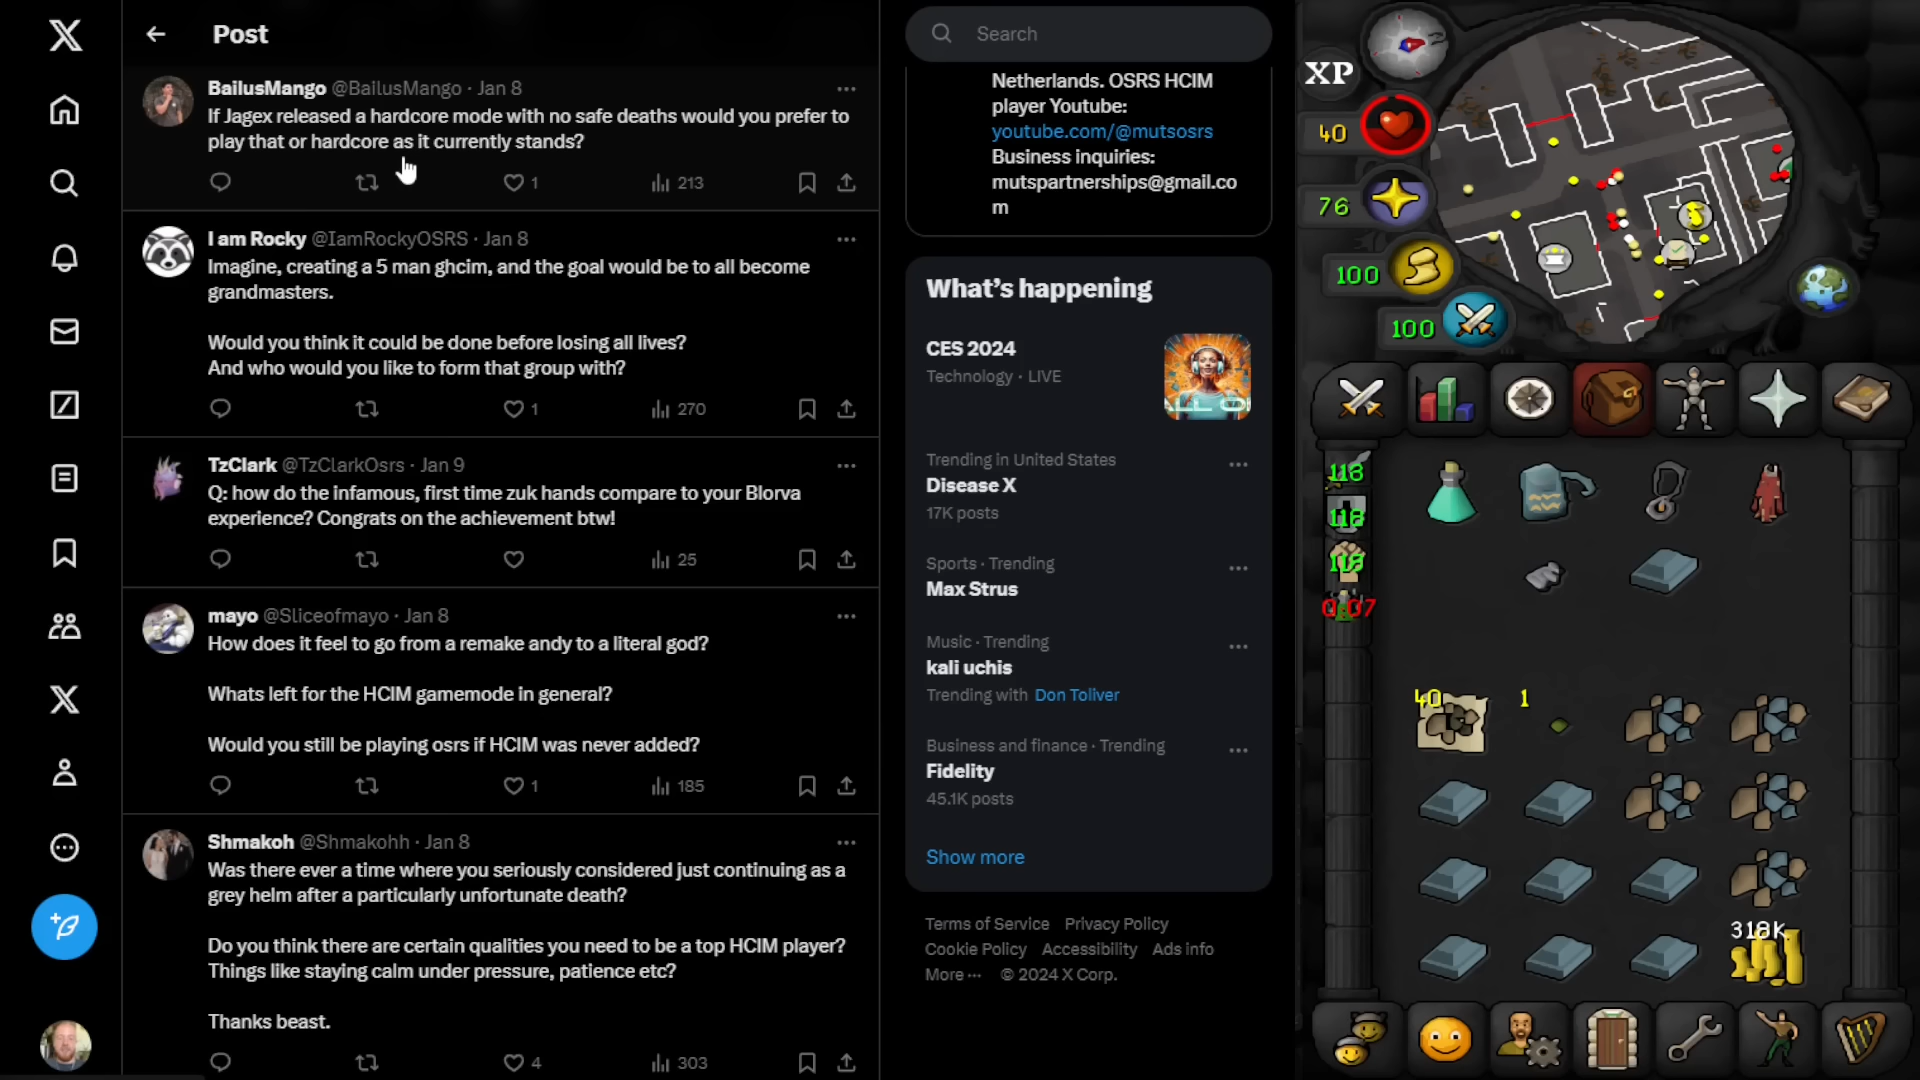 Post
BailusMango @BailusMango · Jan 8
If Jagex released a hardcore mode with no safe deaths would you prefer to
play that or hardcore as it currently stands?
1
213
I am Rocky @IamRockyOSRS · Jan 8
Imagine, creating a 5 man ghcim, and the goal would be to all become
grandmasters.
Would you think it could be done before losing all lives?
And who would you like to form that group with?
1
270
TzClark @TzClarkOsrs · Jan 9
Q: how do the infamous, first time zuk hands compare to your Blorva
experience? Congrats on the achievement btw!
25
mayo @Sliceofmayo · Jan 8
How does it feel to go from a remake andy to a literal god?
Whats left for the HCIM gamemode in general?
Would you still be playing osrs if HCIM was never added?
1
185
Shmakoh @Shmakohh · Jan 8
Was there ever a time where you seriously considered just continuing as a
grey helm after a particularly unfortunate death?
Do you think there are certain qualities you need to be a top HCIM player?
Things like staying calm under pressure, patience etc?
Thanks beast.
4
303
Search
Netherlands. OSRS HCIM
player Youtube:
youtube.com/@mutsosrs
Business inquiries:
mutspartnerships@gmail.co
m
What's happening
CES 2024
Technology · LIVE
Trending in United States
Disease X
17K posts
Sports · Trending
Max Strus
Music · Trending
kali uchis
Trending with Don Toliver
Business and finance · Trending
Fidelity
45.1K posts
Show more
Terms of Service Privacy Policy
Cookie Policy Accessibility Ads info
More ··· © 2024 X Corp.
XP
40
76
100
100
118
118
118
0:07
40
1
318K